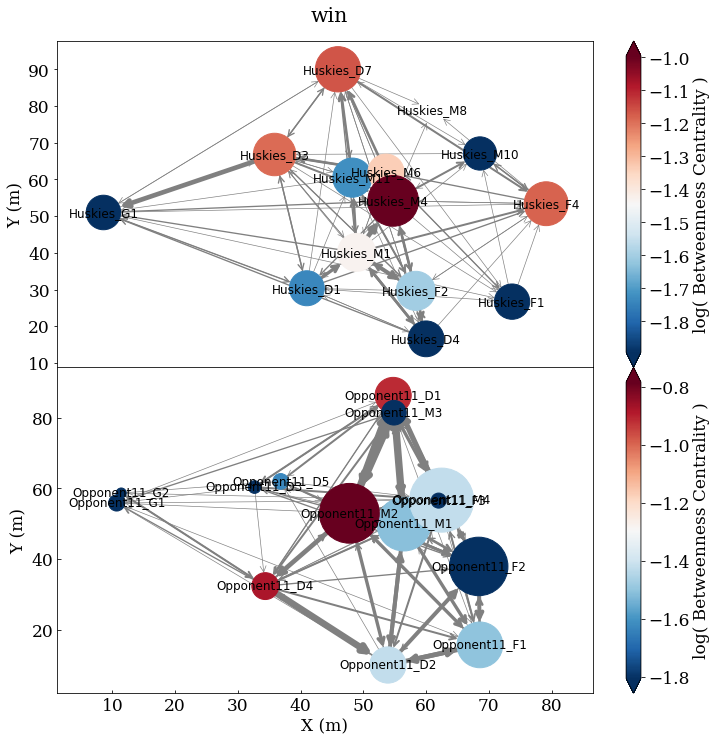 win
Y (m)
90
80
70
60
50
40
30
20
10
Huskies_D7
Huskies_M8
Huskies_D3
Huskies_M10
Huskies_M6
Huskies_M11
Huskies_M4
Huskies_F4
Huskies_G1
Huskies_M1
Huskies_D1
Huskies_F2
Huskies_F1
Huskies_D4
−1.0
−1.1
−1.2
−1.3
−1.4
−1.5
−1.6
−1.7
−1.8
log( Betweenness Centrality )
Y (m)
80
60
40
20
Opponent11_D1
Opponent11_M3
Opponent11_D5
Opponent11_D3
Opponent11_G2
Opponent11_G1
Opponent11_M4
Opponent11_M2
Opponent11_M1
Opponent11_F2
Opponent11_D4
Opponent11_F1
Opponent11_D2
−0.8
−1.0
−1.2
−1.4
−1.6
−1.8
log( Betweenness Centrality )
10
20
30
40
50
60
70
80
X (m)